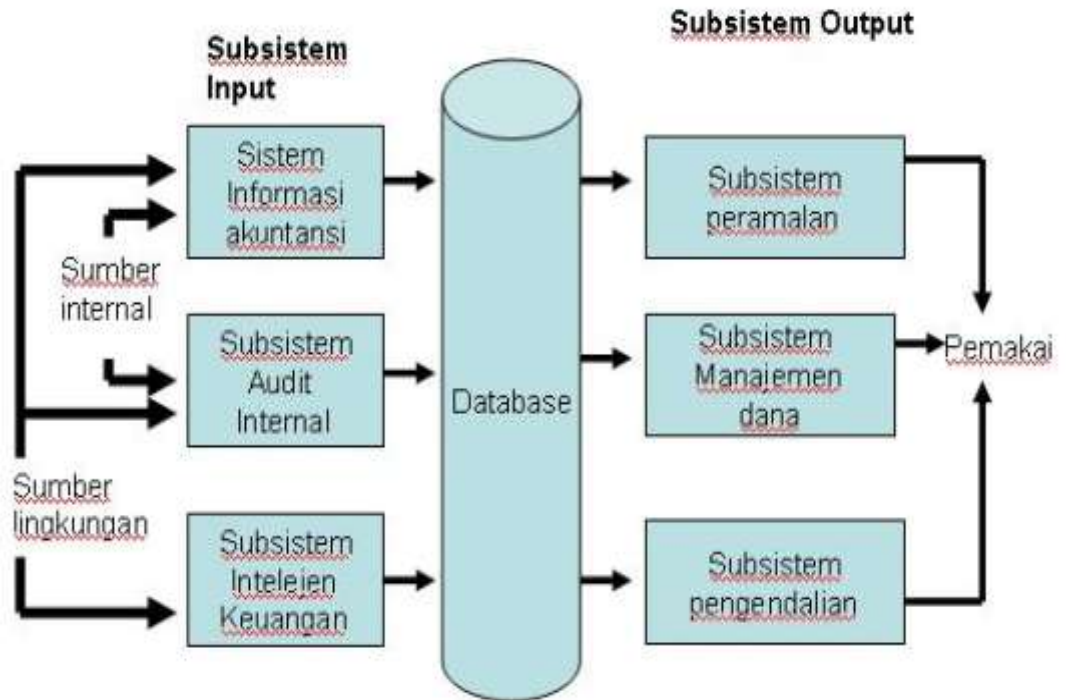 Subsistem Output
Subsistem
Input
Sistem
Informasi
akuntansi
Subsistem
peramalan
Sumber
internal
Subsistem
Audit
Internal
Database
Subsistem
Manajemen
dana
Pemakai
Sumber
lingkungan
Subsistem
Intelejen
Keuangan
Subsistem
pengendalian